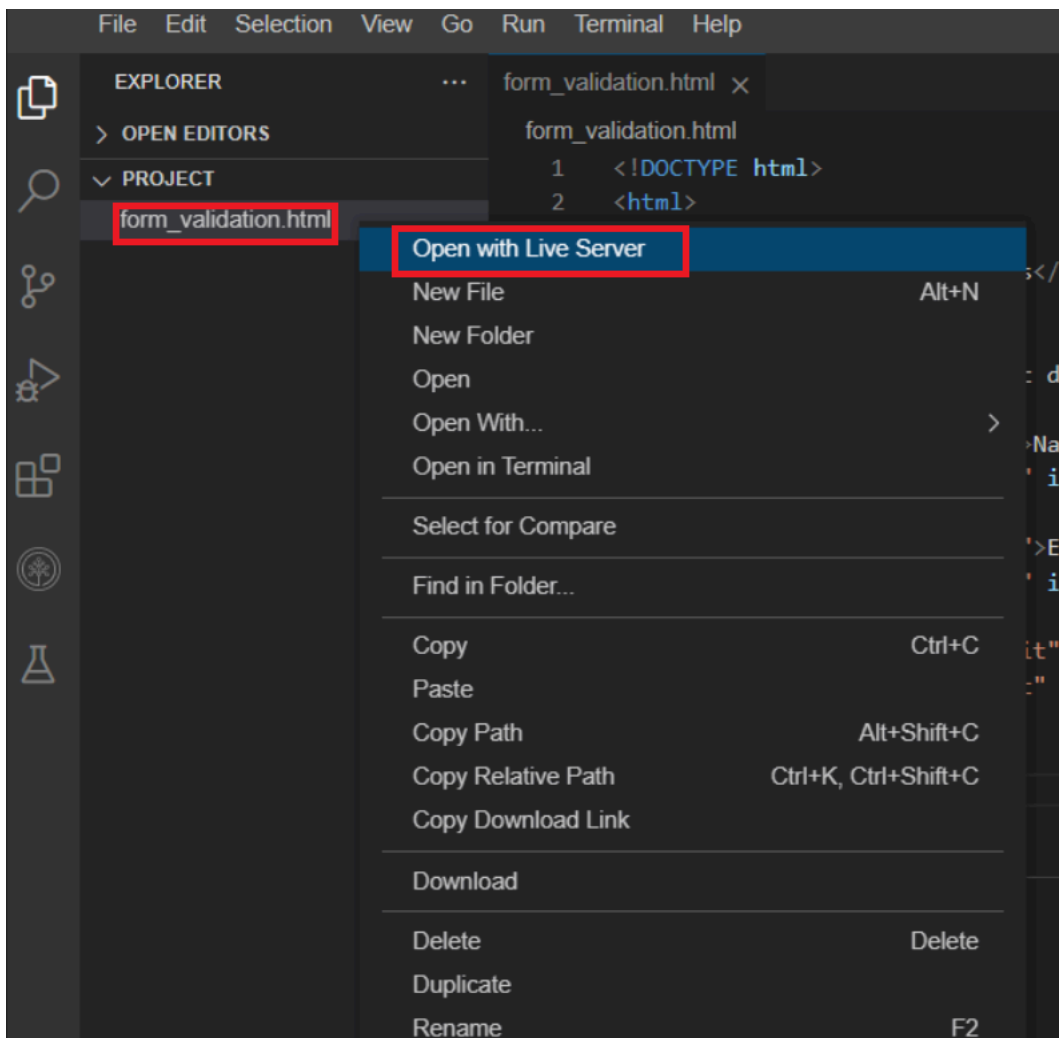 File Edit Selection View Go Run Terminal Help
EXPLORER ... form_validation.html ×
> OPEN EDITORS form_validation.html
PROJECT 1 <!DOCTYPE html>
form_validation.html 2 <html>
Open with Live Server
s</
New File Alt+N
New Folder
Open
: d
Open With... >
>Na
Open in Terminal
" i
Select for Compare
">E
Find in Folder...
" i
Copy Ctrl+C
it"
Paste
Copy Path Alt+Shift+C
Copy Relative Path Ctrl+K, Ctrl+Shift+C
Copy Download Link
Download
Delete Delete
Duplicate
Rename F2